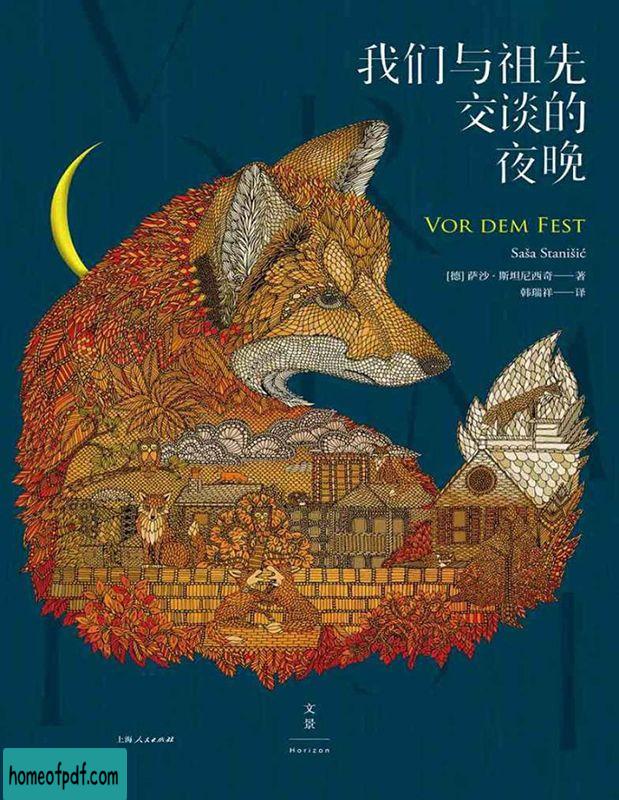 我们与祖先
交谈的
夜晚
VOR DEM FEST
Saša Stanišić
[德] 萨沙·斯坦尼西奇——著
韩瑞祥——译
文
景
Horizon
上海人民出版社
homeofpdf.com